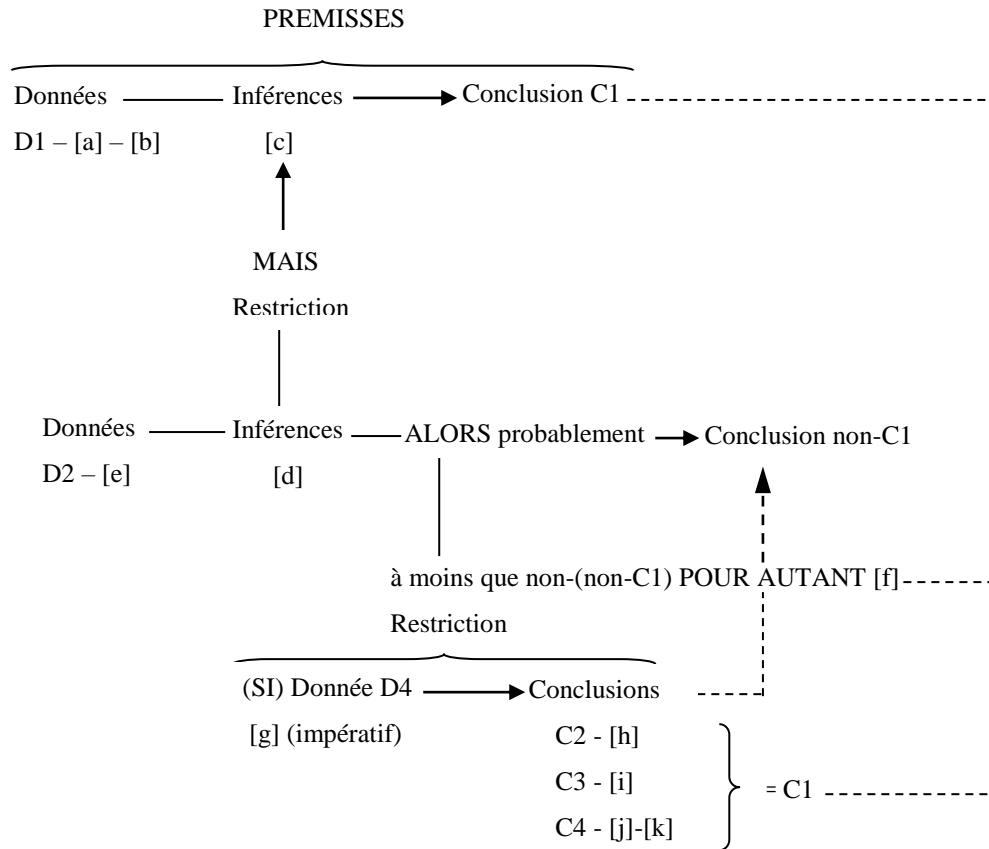 PREMISSES
Données Inférences Conclusion C1
D1 – [a] – [b] [c]
MAIS
Restriction
Données Inférences ALORS probablement Conclusion non-C1
D2 – [e] [d]
à moins que non-(non-C1) POUR AUTANT [f]
Restriction
(SI) Donnée D4 Conclusions
[g] (impératif) C2 - [h]
C3 - [i]
= C1
C4 - [j]-[k]